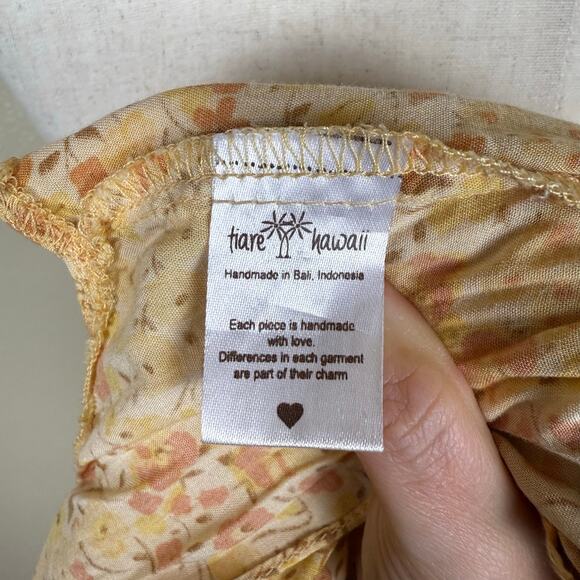 tiare hawaii
Handmade in Bali, Indonesia
Each piece is handmade
with love.
Differences in each garment
are part of their charm